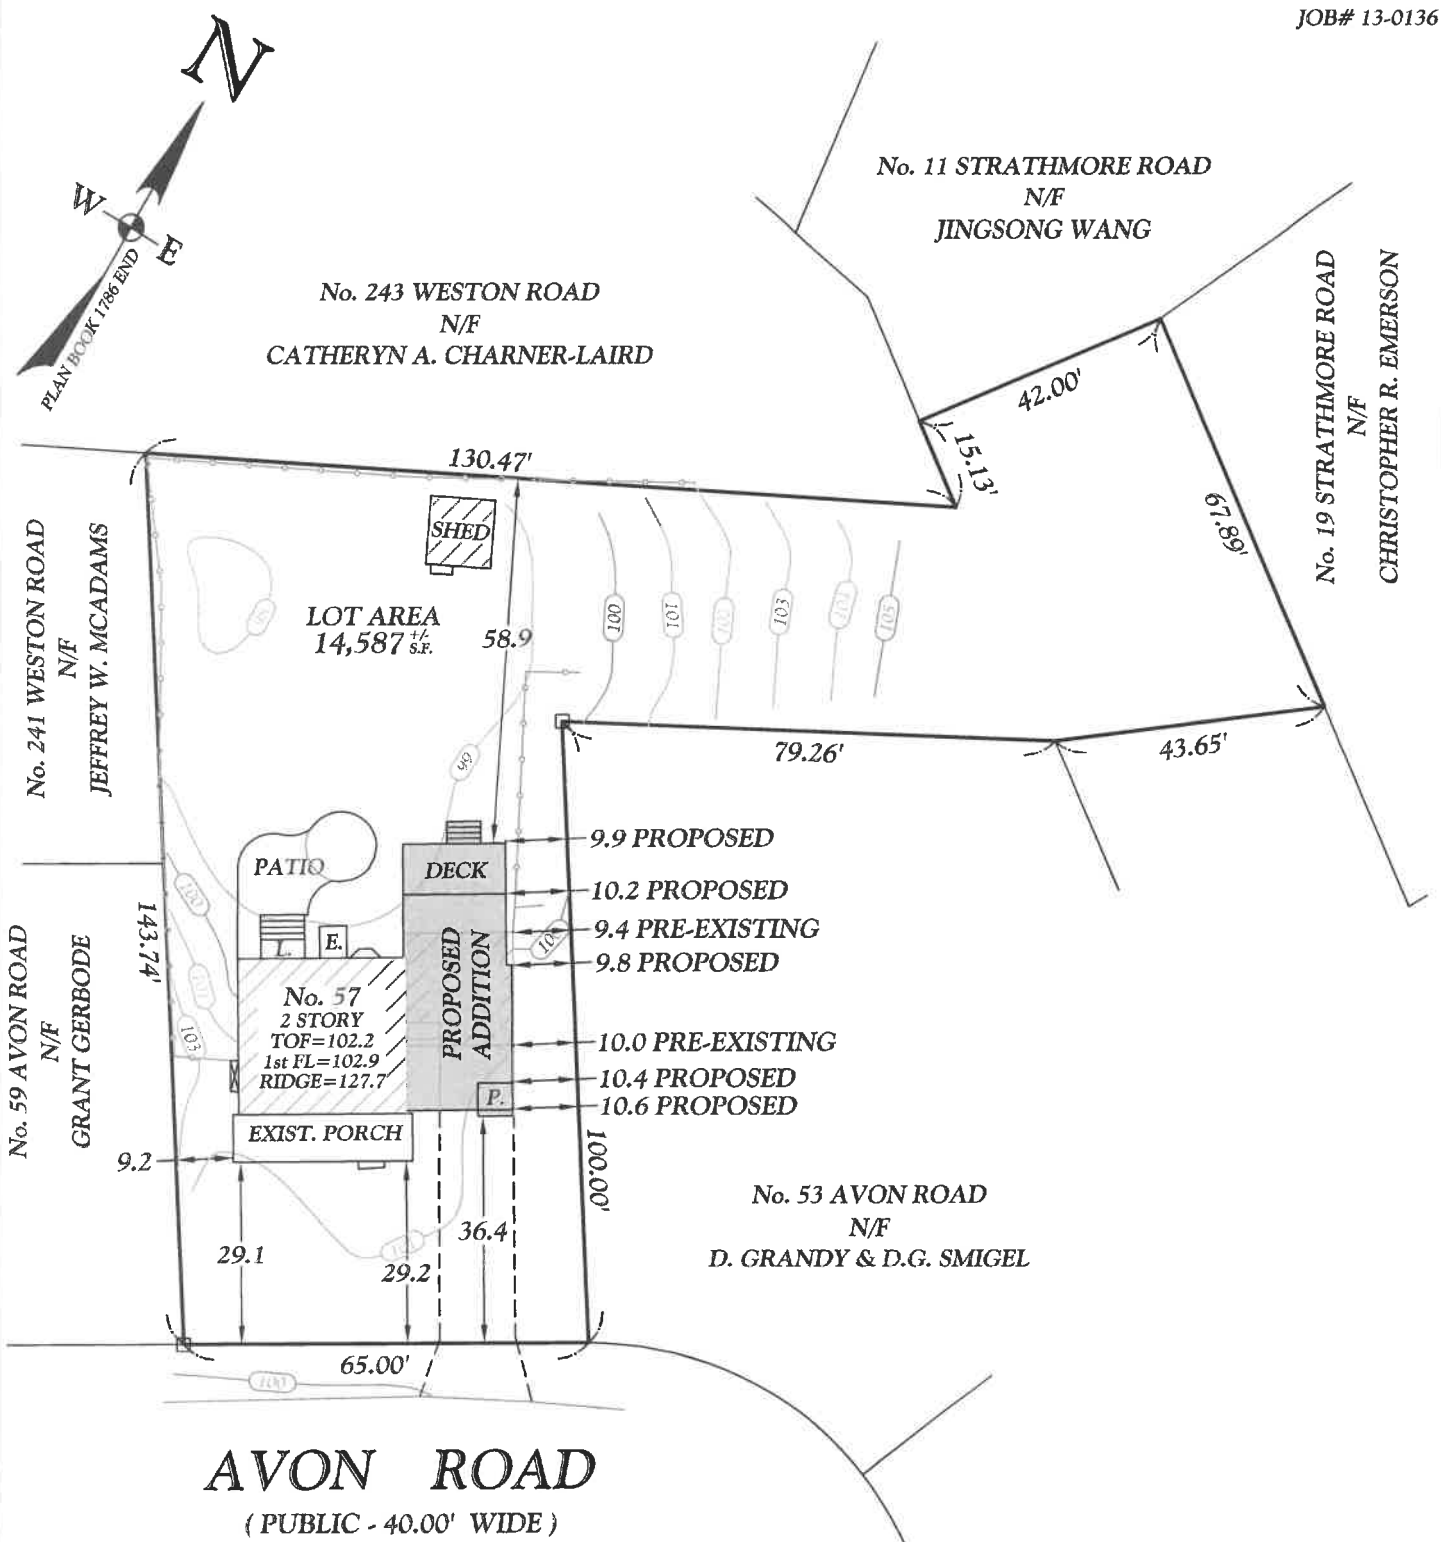 JOB# 13-0136
N
W
E
PLAN BOOK 1786 END
No. 11 STRATHMORE ROAD
N/F
JINGSONG WANG
No. 243 WESTON ROAD
N/F
CATHERYN A. CHARNER-LAIRD
No. 19 STRATHMORE ROAD
N/F
CHRISTOPHER R. EMERSON
42.00'
15.13'
67.89'
130.47'
SHED
No. 241 WESTON ROAD
N/F
JEFFREY W. MCADAMS
LOT AREA
14,587 +/- S.F.
58.9
100
101
102
103
104
105
79.26'
43.65'
99
9.9 PROPOSED
PATIO
DECK
10.2 PROPOSED
100
9.4 PRE-EXISTING
9.8 PROPOSED
143.74'
L.
E.
PROPOSED
ADDITION
No. 59 AVON ROAD
N/F
GRANT GERBODE
103
No. 57
2 STORY
TOF=102.2
1st FL=102.9
RIDGE=127.7
10.0 PRE-EXISTING
10.4 PROPOSED
P.
10.6 PROPOSED
EXIST. PORCH
9.2
100.00'
No. 53 AVON ROAD
N/F
D. GRANDY & D.G. SMIGEL
36.4
29.1
29.2
101
65.00'
100
AVON ROAD
( PUBLIC - 40.00' WIDE )